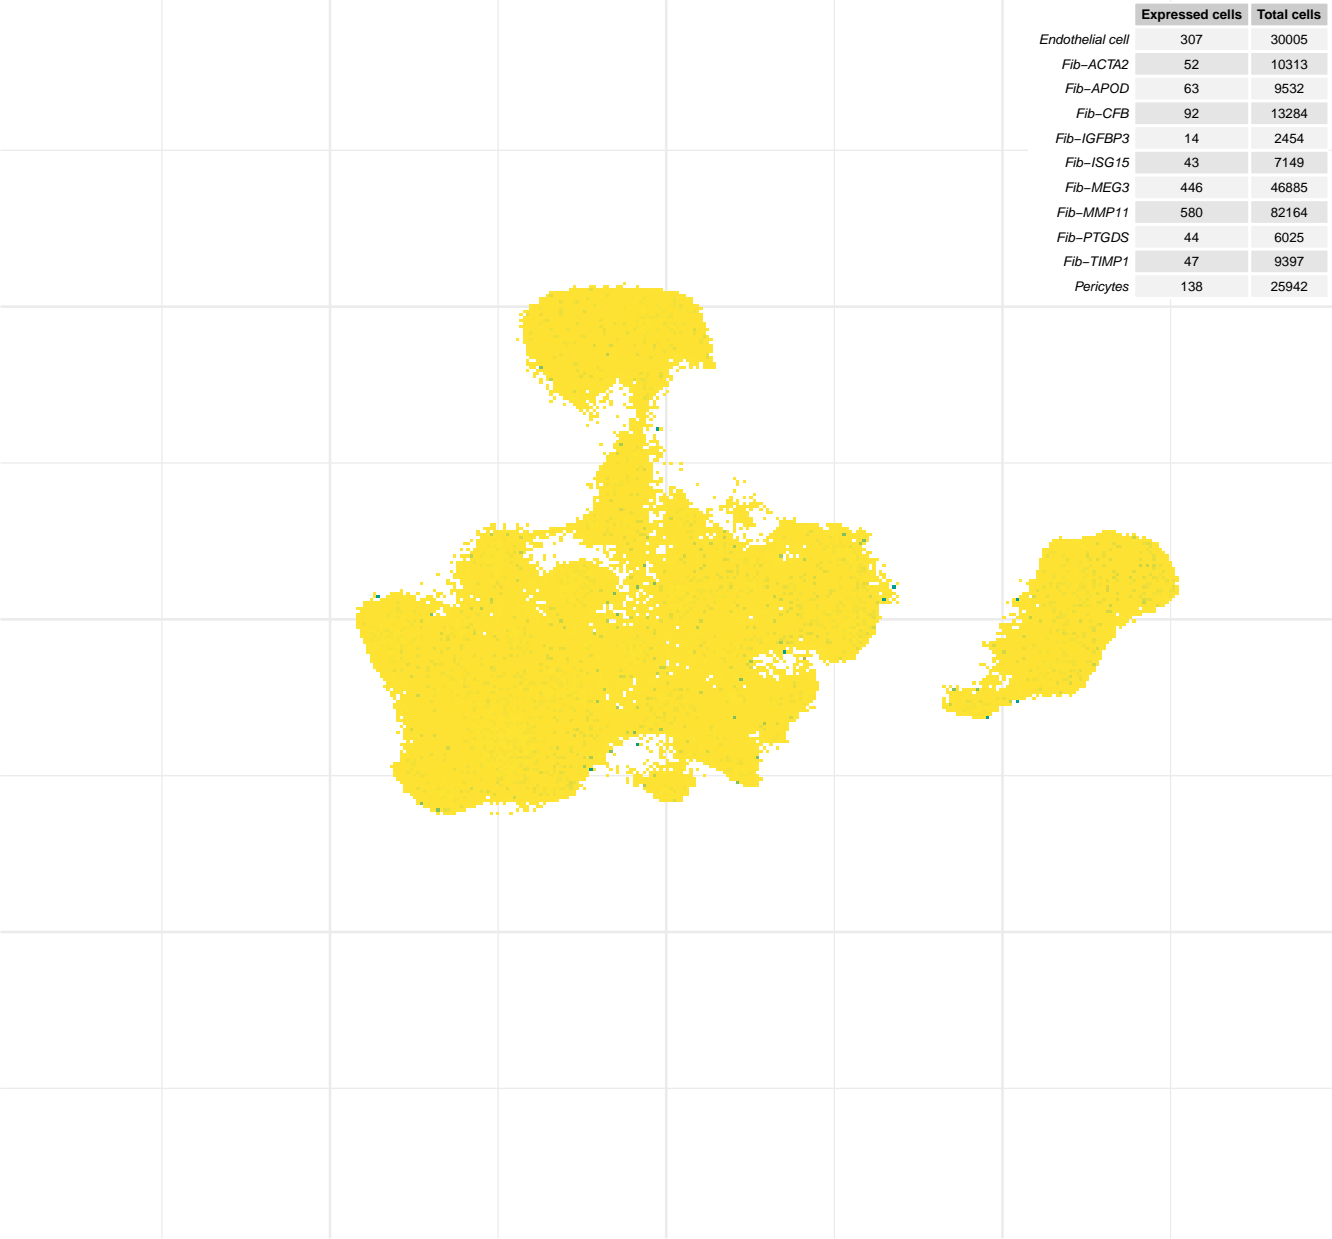 Expressed cells Total cells
Endothelial cell 307 30005
Fib−ACTA2 52 10313
Fib−APOD 63 9532
Fib−CFB 92 13284
Fib−IGFBP3 14 2454
Fib−ISG15 43 7149
Fib−MEG3 446 46885
Fib−MMP11 580 82164
Fib−PTGDS 44 6025
Fib−TIMP1 47 9397
Pericytes 138 25942